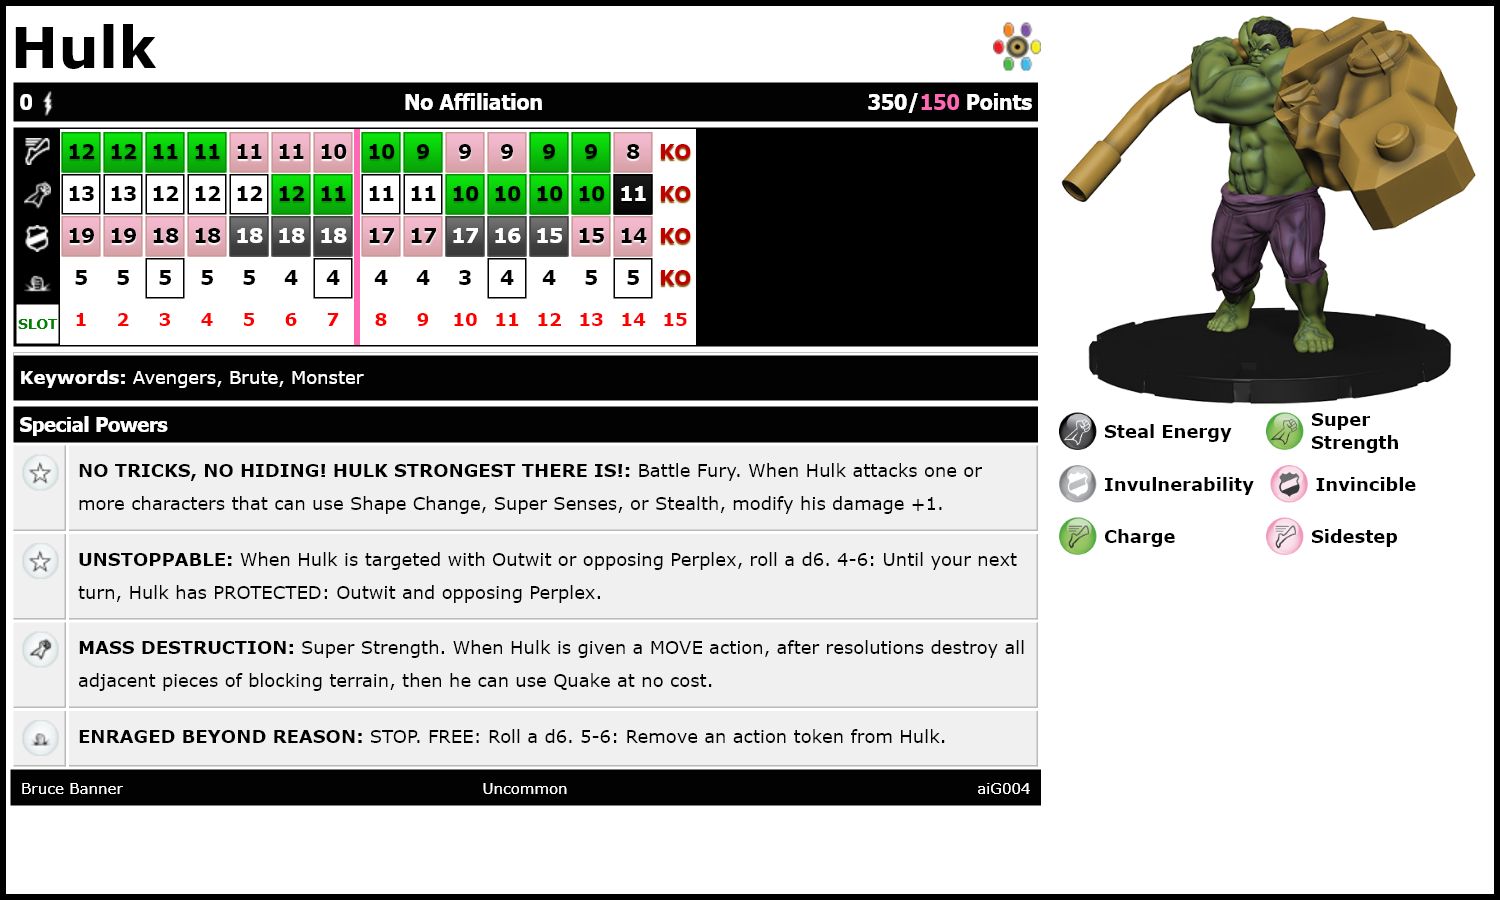 Hulk
0 No Affiliation 350/150 Points
12 12 11 11 11 11 10 10 9 9 9 9 9 8 KO
13 13 12 12 12 12 11 11 11 10 10 10 10 11 KO
19 19 18 18 18 18 18 17 17 17 16 15 15 14 KO
5 5 5 5 5 4 4 4 4 3 4 4 5 5 KO
SLOT 1 2 3 4 5 6 7 8 9 10 11 12 13 14 15
Keywords: Avengers, Brute, Monster
Special Powers
NO TRICKS, NO HIDING! HULK STRONGEST THERE IS!: Battle Fury. When Hulk attacks one or
more characters that can use Shape Change, Super Senses, or Stealth, modify his damage +1.
UNSTOPPABLE: When Hulk is targeted with Outwit or opposing Perplex, roll a d6. 4-6: Until your next
turn, Hulk has PROTECTED: Outwit and opposing Perplex.
MASS DESTRUCTION: Super Strength. When Hulk is given a MOVE action, after resolutions destroy all
adjacent pieces of blocking terrain, then he can use Quake at no cost.
ENRAGED BEYOND REASON: STOP. FREE: Roll a d6. 5-6: Remove an action token from Hulk.
Bruce Banner Uncommon aiG004
Steal Energy
Super
Strength
Invulnerability
Invincible
Charge
Sidestep